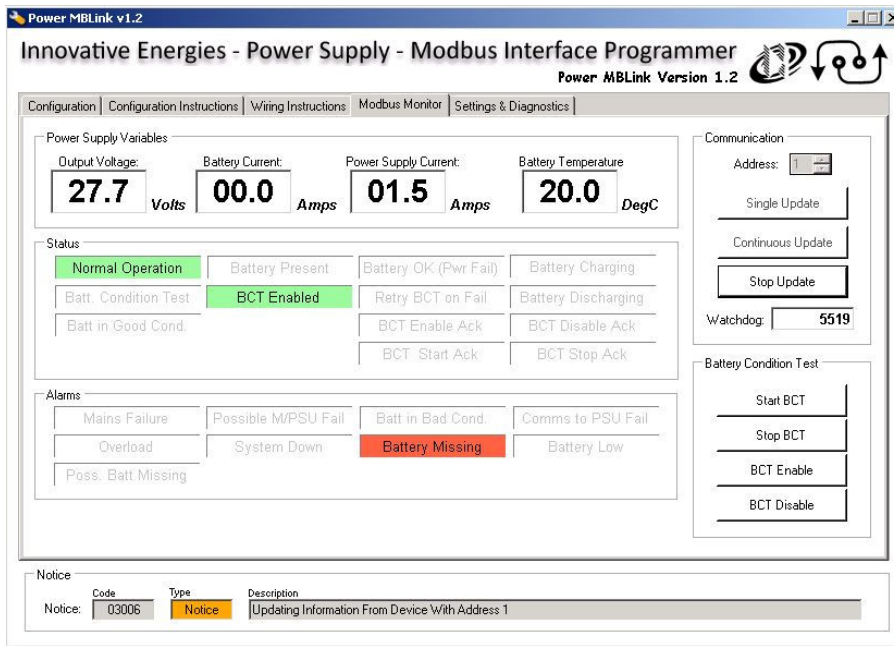 Power MBLink v1.2
Innovative Energies - Power Supply - Modbus Interface Programmer
Power MBLink Version 1.2
Configuration Configuration Instructions Wiring Instructions Modbus Monitor Settings & Diagnostics
Power Supply Variables
Output Voltage: Battery Current: Power Supply Current: Battery Temperature
27.7 Volts 00.0 Amps 01.5 Amps 20.0 DegC
Status
Normal Operation Battery Present Battery OK (Pwr Fail) Battery Charging
Batt. Condition Test BCT Enabled Retry BCT on Fail Battery Discharging
Batt in Good Cond. BCT Enable Ack BCT Disable Ack
BCT Start Ack BCT Stop Ack
Alarms
Mains Failure Possible M/PSU Fail Batt in Bad Cond. Comms to PSU Fail
Overload System Down Battery Missing Battery Low
Poss. Batt Missing
Communication
Address: 1
Single Update
Continuous Update
Stop Update
Watchdog: 5519
Battery Condition Test
Start BCT
Stop BCT
BCT Enable
BCT Disable
Notice
Code Type Description
Notice: 03006 Notice Updating Information From Device With Address 1